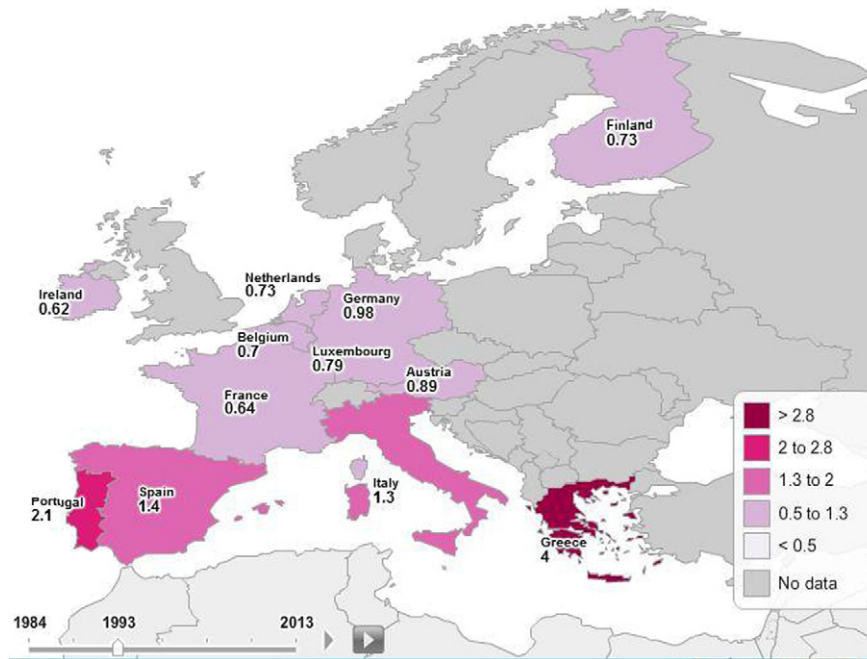 Finland
0.73
Netherlands
0.73
Ireland
0.62
Germany
0.98
Belgium
0.7
Luxembourg
0.79
Austria
0.89
France
0.64
Portugal
2.1
Spain
1.4
Italy
1.3
Greece
4
> 2.8
2 to 2.8
1.3 to 2
0.5 to 1.3
< 0.5
No data
1984 1993 2013